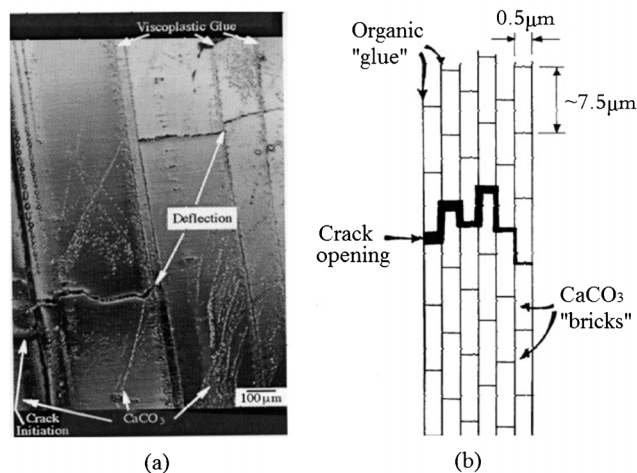 Viscoplastic Glue
Deflection
100μm
Crack
Initiation
CaCO₃
(a)
Organic
"glue"
0.5μm
~7.5μm
Crack
opening
CaCO₃
"bricks"
(b)